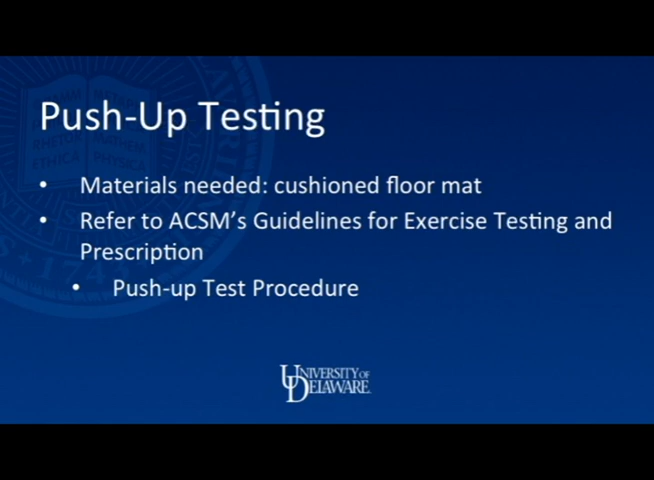 Push-Up Testing
• Materials needed: cushioned floor mat
• Refer to ACSM's Guidelines for Exercise Testing and
Prescription
• Push-up Test Procedure
UNIVERSITY OF
DELAWARE